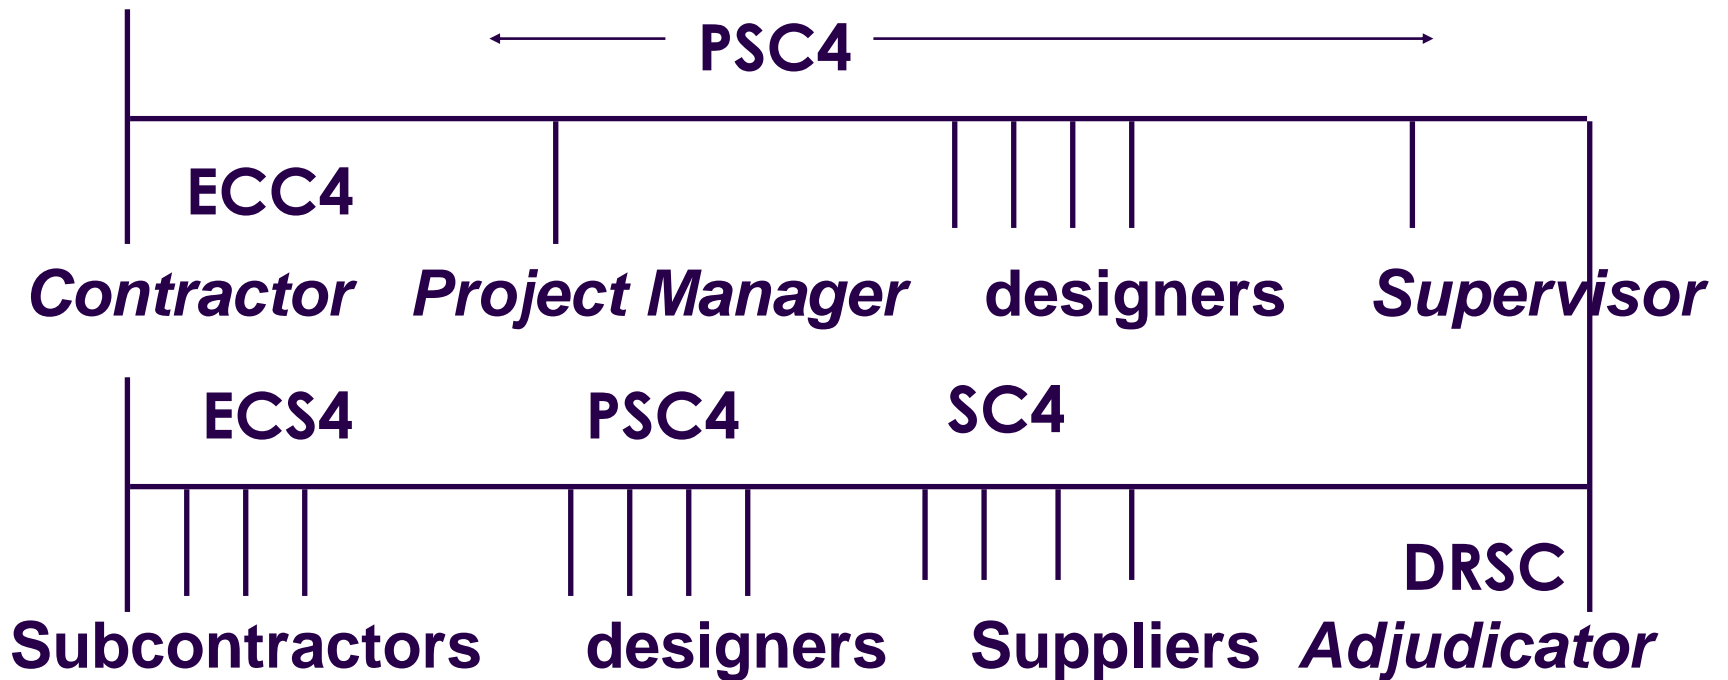 PSC4
ECC4
Contractor Project Manager designers Supervisor
ECS4 PSC4 SC4
DRSC
Subcontractors designers Suppliers Adjudicator